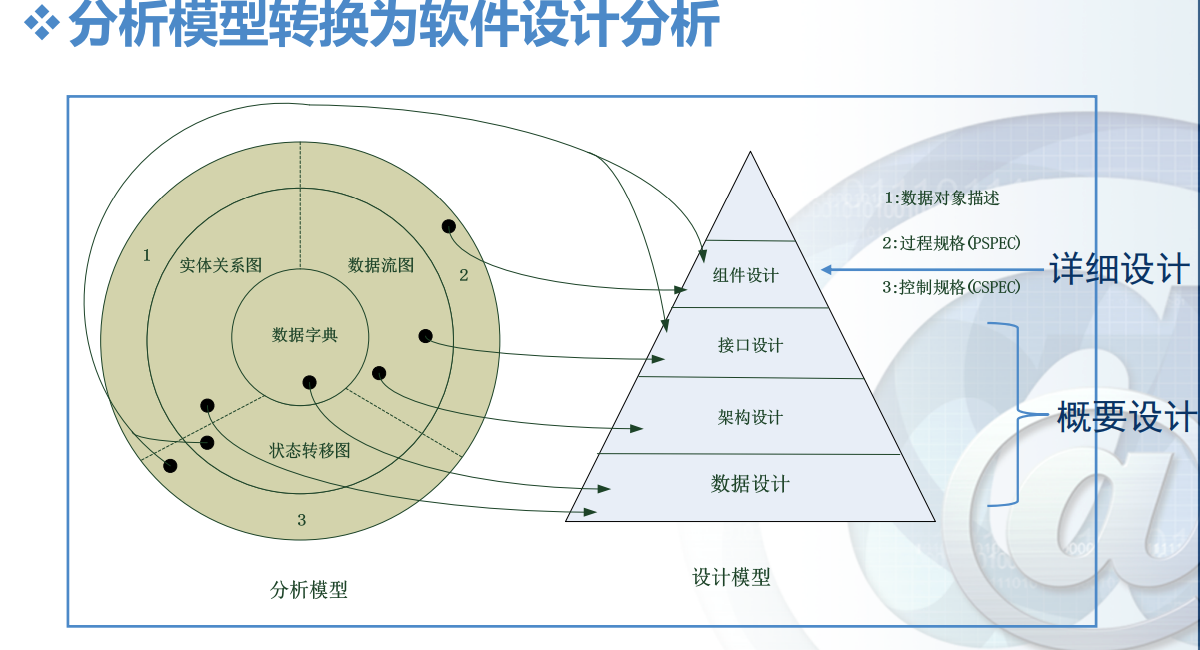 分析模型转换为软件设计分析
1
实体关系图
数据流图
2
数据字典
状态转移图
3
分析模型
组件设计
接口设计
架构设计
数据设计
设计模型
1:数据对象描述
2:过程规格(PSPEC)
3:控制规格(CSPEC)
详细设计
概要设计